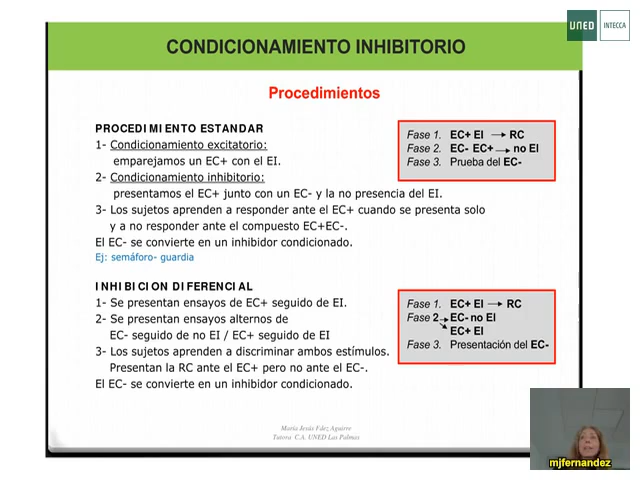 UNED
INTECCA
CONDICIONAMIENTO INHIBITORIO
Procedimientos
PROCEDIMIENTO ESTANDAR
1- Condicionamiento excitatorio:
emparejamos un EC+ con el EI.
2- Condicionamiento inhibitorio:
presentamos el EC+ junto con un EC- y la no presencia del EI.
3- Los sujetos aprenden a responder ante el EC+ cuando se presenta solo
y a no responder ante el compuesto EC+EC-.
El EC- se convierte en un inhibidor condicionado.
Ej: semáforo- guardia
Fase 1. EC+ EI → RC
Fase 2. EC- EC+ → no EI
Fase 3. Prueba del EC-
INHIBICION DIFERENCIAL
1- Se presentan ensayos de EC+ seguido de EI.
2- Se presentan ensayos alternos de
EC- seguido de no EI / EC+ seguido de EI
3- Los sujetos aprenden a discriminar ambos estímulos.
Presentan la RC ante el EC+ pero no ante el EC-.
El EC- se convierte en un inhibidor condicionado.
Fase 1. EC+ EI → RC
Fase 2 → EC- no EI
EC+ EI
Fase 3. Presentación del EC-
María Jesús Fdez Aguirre
Tutora C.A. UNED Las Palmas
mjfernandez